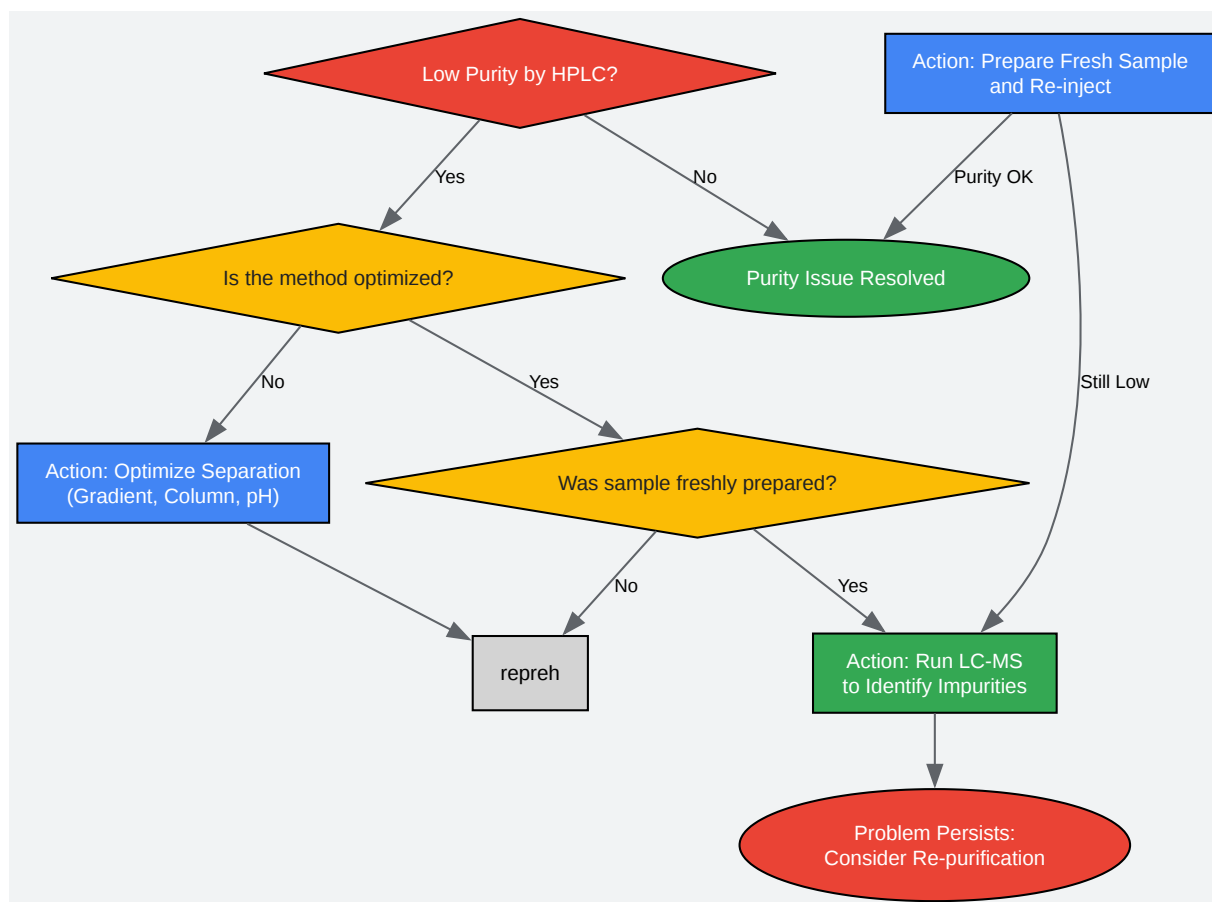 Low Purity by HPLC?
Action: Prepare Fresh Sample
and Re-inject
Yes
No
Purity OK
Is the method optimized?
Purity Issue Resolved
No
Yes
Still Low
Action: Optimize Separation
(Gradient, Column, pH)
Was sample freshly prepared?
No
Yes
repreh
Action: Run LC-MS
to Identify Impurities
Problem Persists:
Consider Re-purification